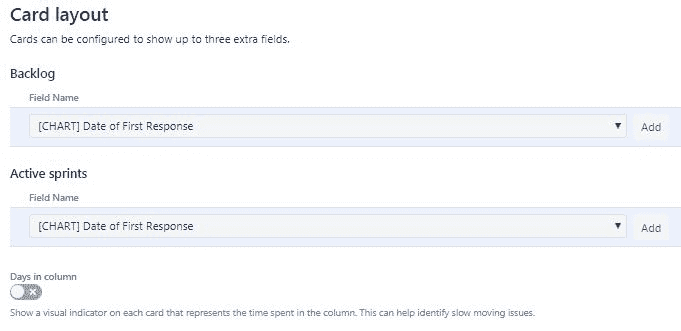 Card layout
Cards can be configured to show up to three extra fields.
Backlog
Field Name
[CHART] Date of First Response
Add
Active sprints
Field Name
[CHART] Date of First Response
Add
Days in column
Show a visual indicator on each card that represents the time spent in the column. This can help identify slow moving issues.